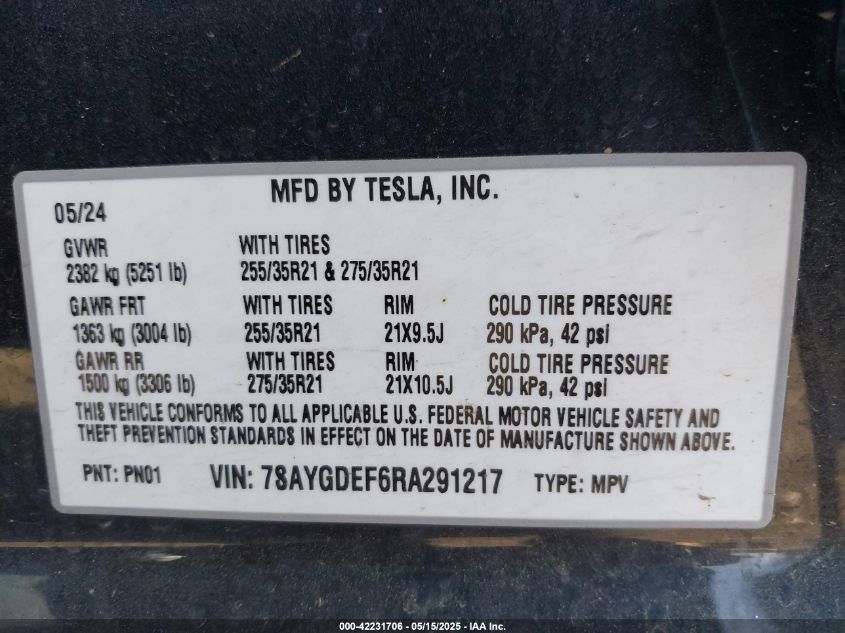 MFD BY TESLA, INC.
05/24
GVWR WITH TIRES
2382 kg (5251 lb) 255/35R21 & 275/35R21
GAWR FRT WITH TIRES RIM COLD TIRE PRESSURE
1363 kg (3004 lb) 255/35R21 21X9.5J 290 kPa, 42 psi
GAWR RR WITH TIRES RIM COLD TIRE PRESSURE
1500 kg (3306 lb) 275/35R21 21X10.5J 290 kPa, 42 psi
THIS VEHICLE CONFORMS TO ALL APPLICABLE U.S. FEDERAL MOTOR VEHICLE SAFETY AND
THEFT PREVENTION STANDARDS IN EFFECT ON THE DATE OF MANUFACTURE SHOWN ABOVE.
PNT: PN01 VIN: 7SAYGDEF6RA291217 TYPE: MPV
000-42231706 — 05/15/2025 — IAA Inc.